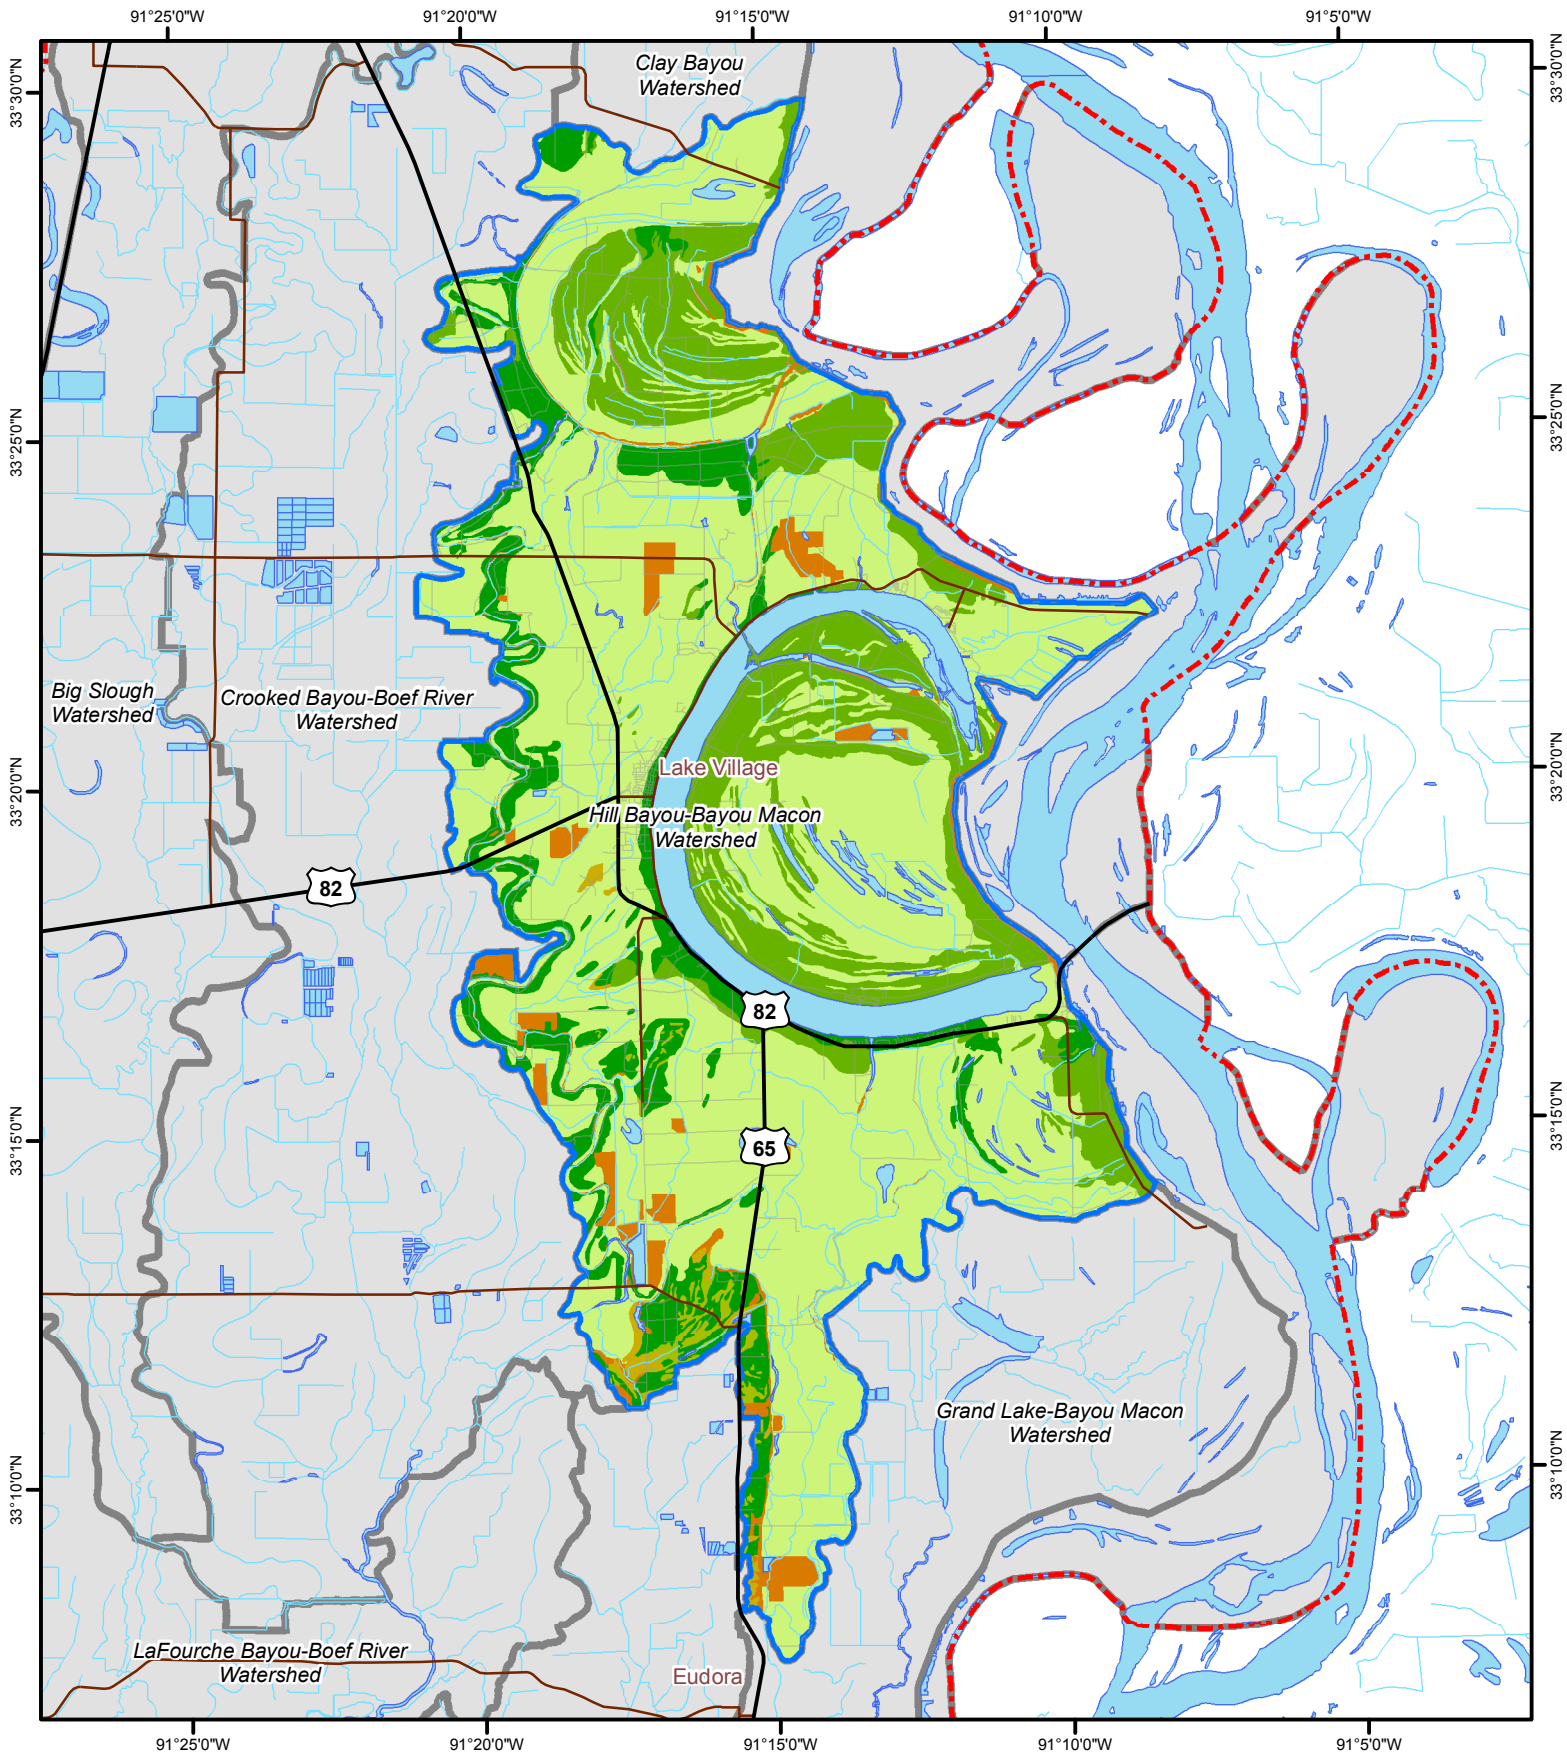 91°25'0"W
91°20'0"W
91°15'0"W
91°10'0"W
91°5'0"W
33°30'0"N
33°30'0"N
Clay Bayou
Watershed
33°25'0"N
33°25'0"N
Big Slough
Watershed
Crooked Bayou-Boef River
Watershed
33°20'0"N
33°20'0"N
Lake Village
Hill Bayou-Bayou Macon
Watershed
82
82
33°15'0"N
33°15'0"N
65
Grand Lake-Bayou Macon
Watershed
33°10'0"N
33°10'0"N
LaFourche Bayou-Boef River
Watershed
Eudora
91°25'0"W
91°20'0"W
91°15'0"W
91°10'0"W
91°5'0"W